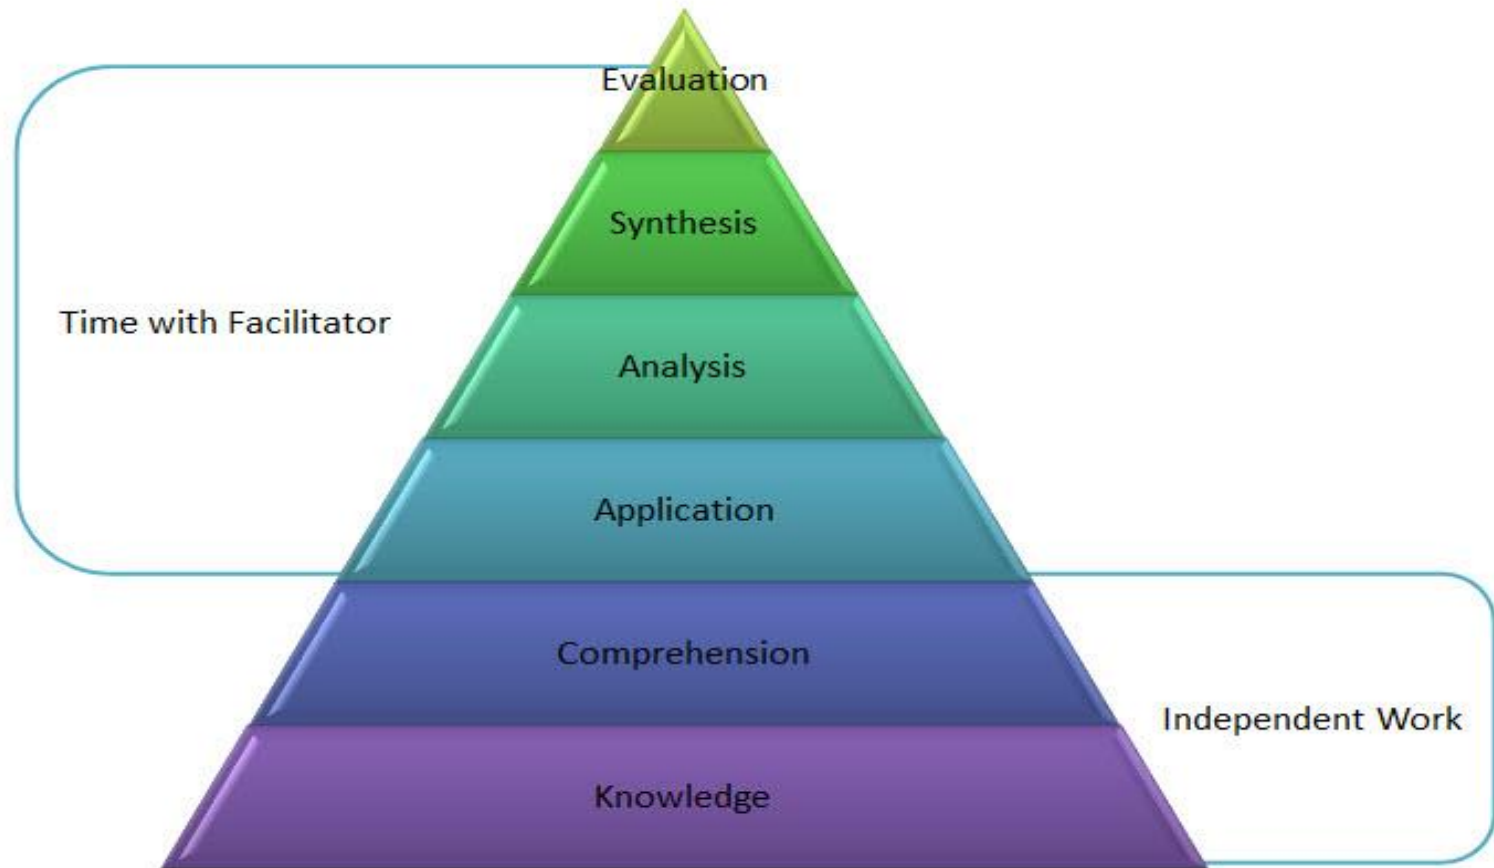 Evaluation
Synthesis
Time with Facilitator
Analysis
Application
Comprehension
Independent Work
Knowledge